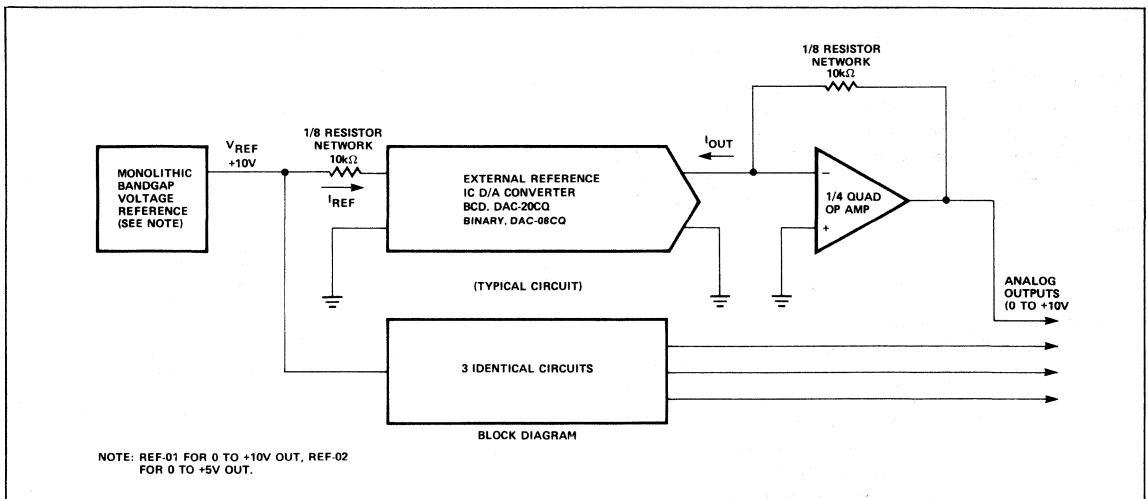 1/8 RESISTOR
NETWORK
10kΩ
1/8 RESISTOR
NETWORK
10kΩ
VREF
+10V
IREF
IOUT
MONOLITHIC
BANDGAP
VOLTAGE
REFERENCE
(SEE NOTE)
EXTERNAL REFERENCE
IC D/A CONVERTER
BCD, DAC-20CQ
BINARY, DAC-08CQ
−
1/4 QUAD
OP AMP
+
(TYPICAL CIRCUIT)
ANALOG
OUTPUTS
(0 TO +10V
3 IDENTICAL CIRCUITS
BLOCK DIAGRAM
NOTE: REF-01 FOR 0 TO +10V OUT, REF-02
FOR 0 TO +5V OUT.